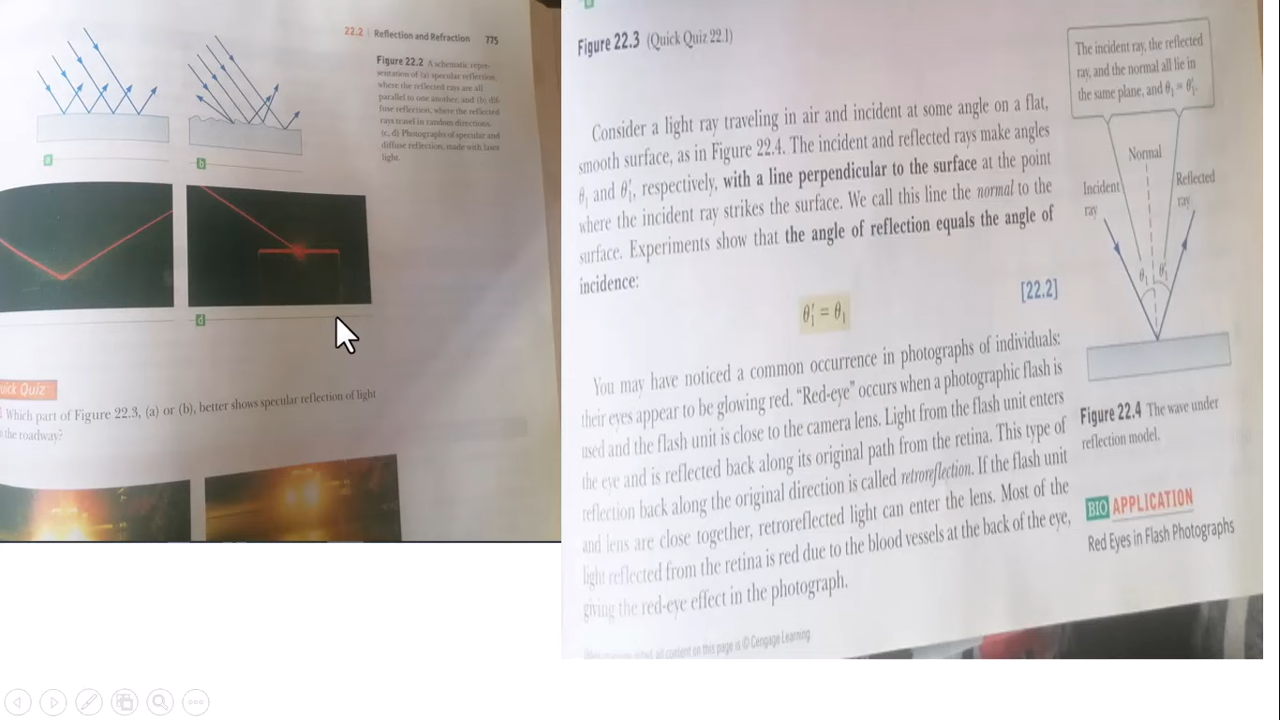 22.2 | Reflection and Refraction 775
Figure 22.2 A schematic repre-
sentation of (a) specular reflection,
where the reflected rays are all
parallel to one another, and (b) dif-
fuse reflection, where the reflected
rays travel in random directions.
(c, d) Photographs of specular and
diffuse reflection, made with laser
light.
a
b
d
uick Quiz
Which part of Figure 22.3, (a) or (b), better shows specular reflection of light
the roadway?
Figure 22.3 (Quick Quiz 22.1)
Consider a light ray traveling in air and incident at some angle on a flat,
smooth surface, as in Figure 22.4. The incident and reflected rays make angles
θ₁ and θ₁′, respectively, with a line perpendicular to the surface at the point
where the incident ray strikes the surface. We call this line the normal to the
surface. Experiments show that the angle of reflection equals the angle of
incidence:
θ₁′ = θ₁ [22.2]
You may have noticed a common occurrence in photographs of individuals:
their eyes appear to be glowing red. “Red-eye” occurs when a photographic flash is
used and the flash unit is close to the camera lens. Light from the flash unit enters
the eye and is reflected back along its original path from the retina. This type of
reflection back along the original direction is called retroreflection. If the flash unit
and lens are close together, retroreflected light can enter the lens. Most of the
light reflected from the retina is red due to the blood vessels at the back of the eye,
giving the red-eye effect in the photograph.
all content on this page is © Cengage Learning
The incident ray, the reflected
ray, and the normal all lie in
the same plane, and θ₁ = θ₁′.
Normal
Incident
ray
Reflected
ray
θ₁ θ₁′
Figure 22.4 The wave under
reflection model.
BIO APPLICATION
Red Eyes in Flash Photographs